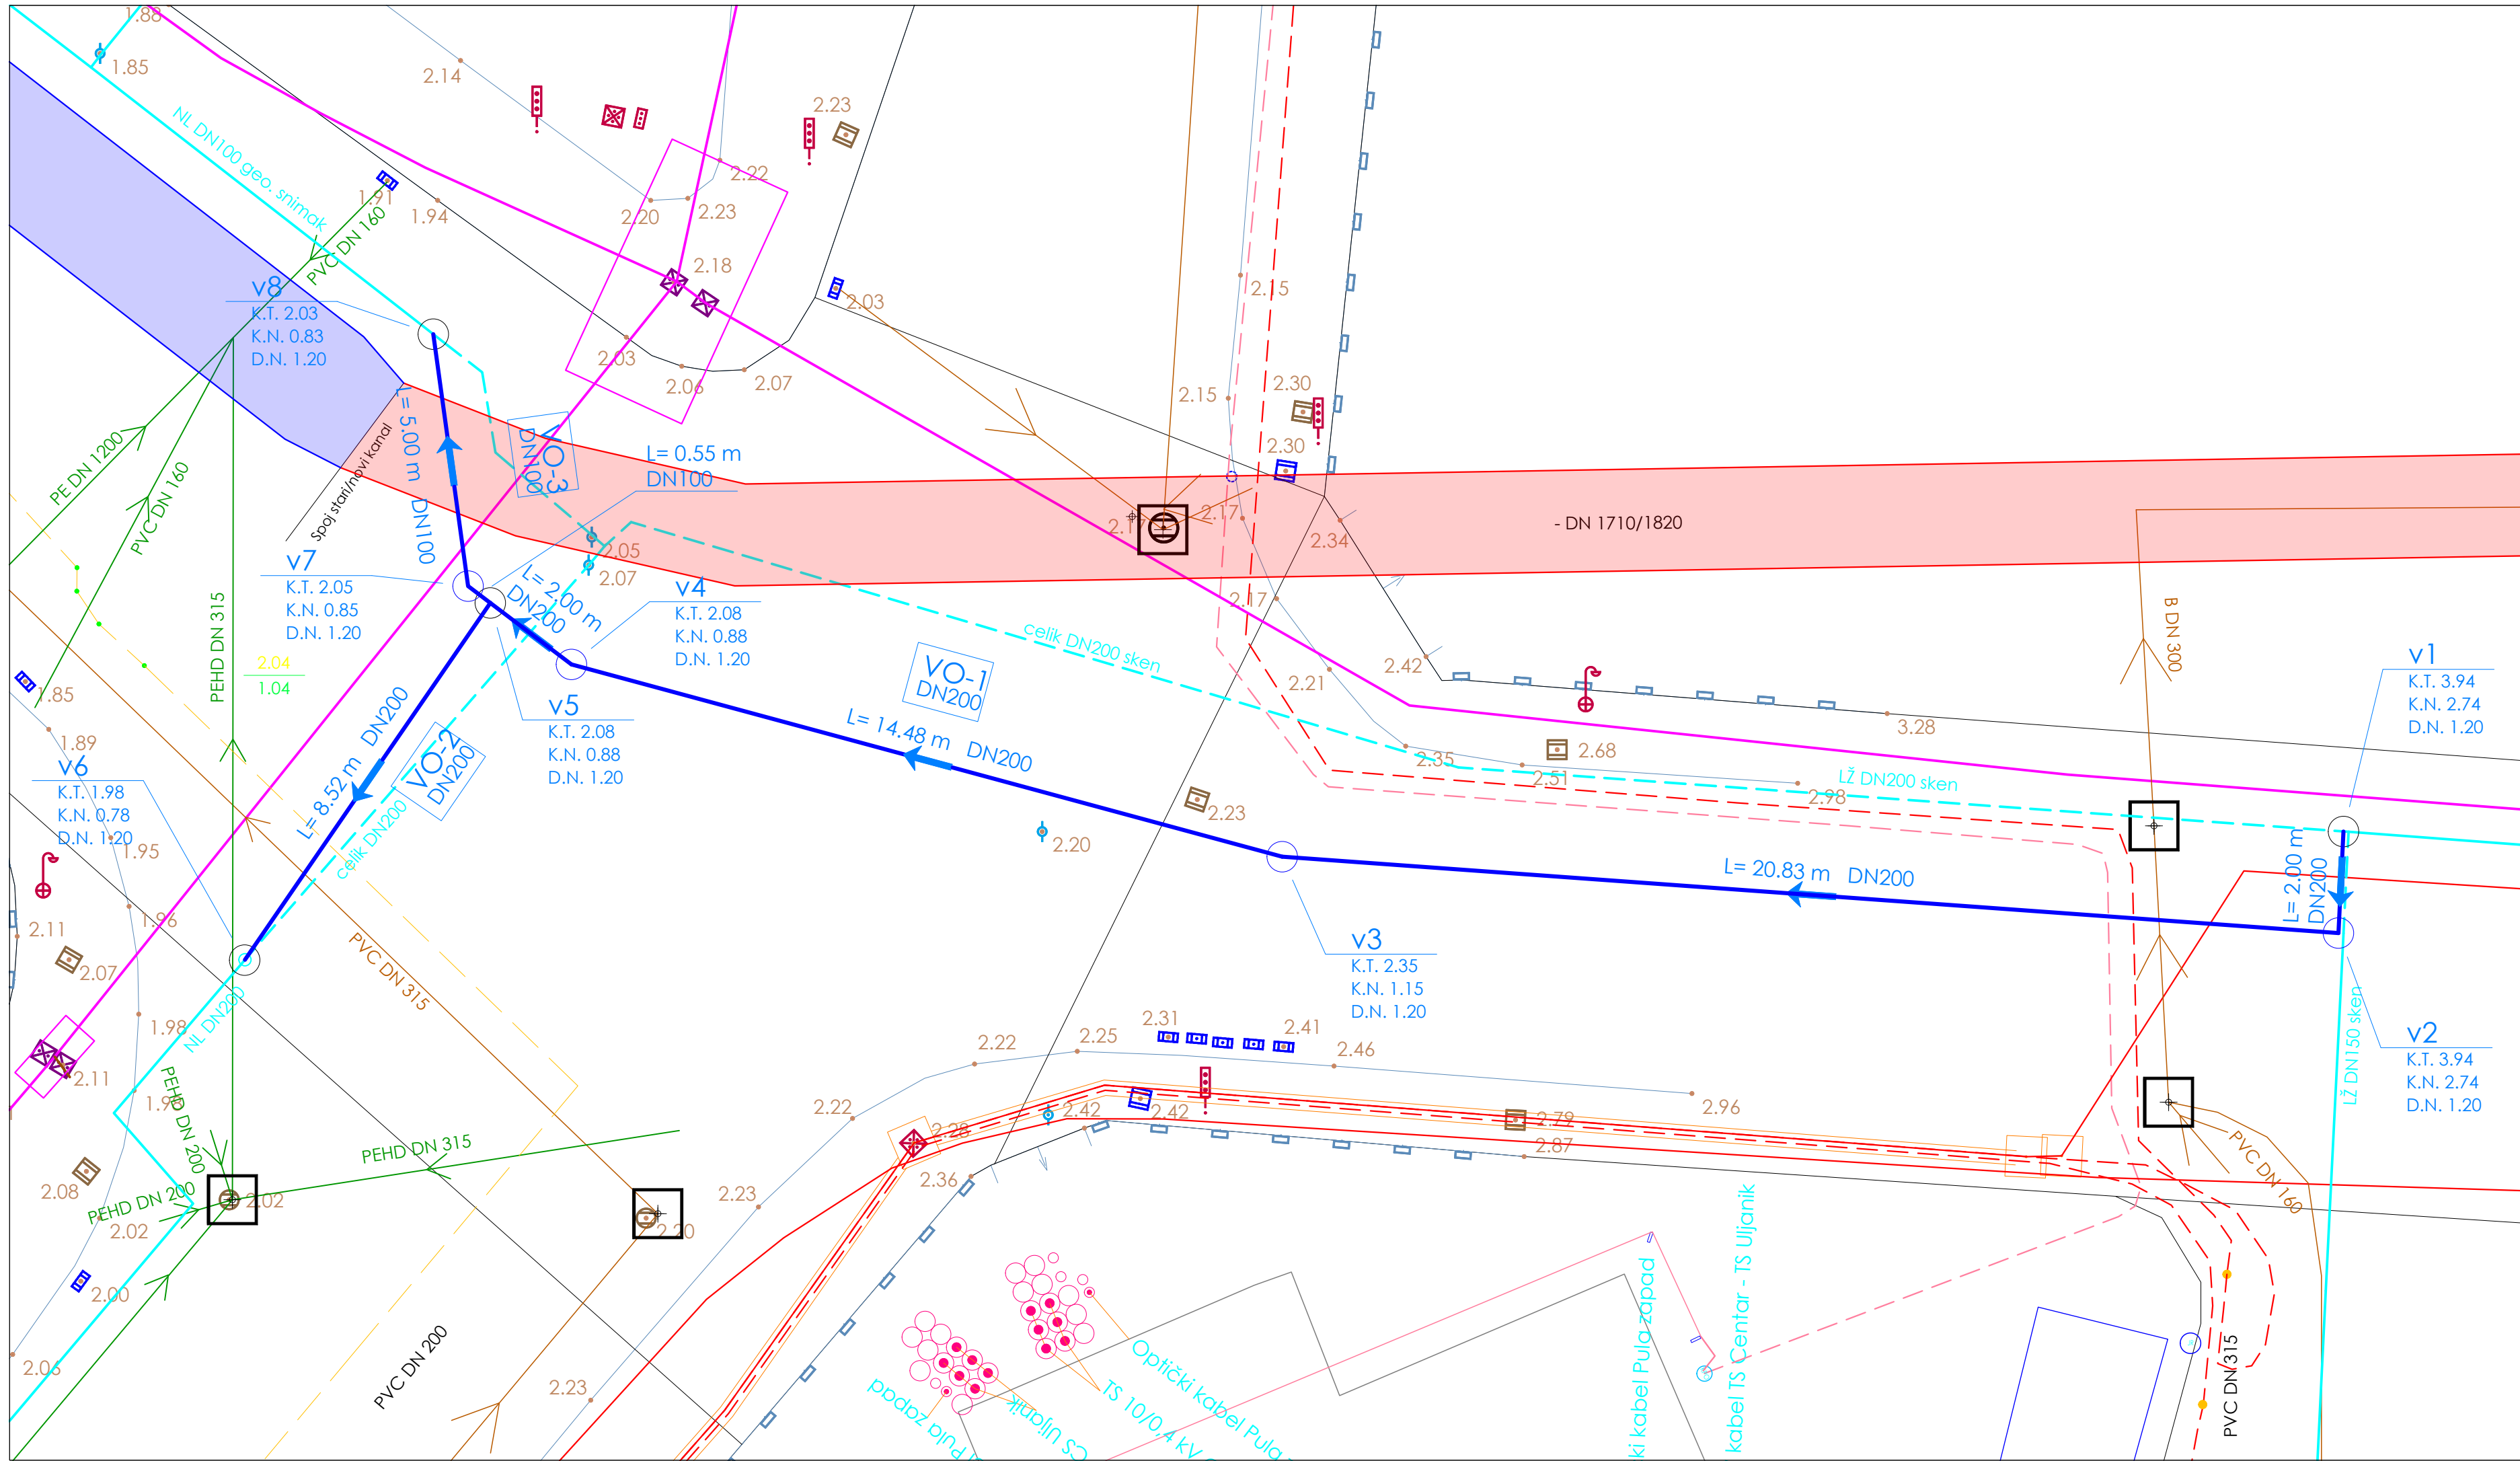 1.88
1.85
2.14
2.23
NL DN100 geo. snimak
1.91
1.94
PVC DN 160
2.22
2.20
2.23
2.18
2.03
2.15
v8
K.T. 2.03
K.N. 0.83
D.N. 1.20
2.03
2.06
2.07
2.15
2.30
2.30
PE DN 1200
PVC DN 160
Spoj stari/novi kanal
L= 5.00 m DN100
VO-3
DN100
L= 0.55 m
DN100
2.17
2.17
2.34
- DN 1710/1820
2.05
2.07
v7
K.T. 2.05
K.N. 0.85
D.N. 1.20
L= 2.00 m
DN200
v4
K.T. 2.08
K.N. 0.88
D.N. 1.20
2.17
celik DN200 sken
2.21
2.42
B DN 300
v1
K.T. 3.94
K.N. 2.74
D.N. 1.20
PEHD DN 315
2.04
1.04
1.85
1.89
VO-1
DN200
L= 14.48 m DN200
v5
K.T. 2.08
K.N. 0.88
D.N. 1.20
2.35
2.51
2.68
3.28
2.98
LŽ DN200 sken
v6
K.T. 1.98
K.N. 0.78
D.N. 1.20
1.95
1.96
L= 8.52 m DN200
VO-2
DN200
celik DN200
2.23
2.20
L= 20.83 m DN200
L= 2.00 m
DN200
2.11
2.07
PVC DN 315
v3
K.T. 2.35
K.N. 1.15
D.N. 1.20
1.98
NL DN200
2.11
1.98
2.22
2.25
2.31
2.41
2.46
2.96
LŽ DN150 sken
v2
K.T. 3.94
K.N. 2.74
D.N. 1.20
PEHD DN 200
PEHD DN 315
2.22
2.28
2.42
2.42
2.79
2.87
PVC DN 160
2.08
PEHD DN 200
2.02
2.02
2.20
2.23
2.36
2.00
2.06
PVC DN 200
2.23
Pula zapad
CS Uljanik
TS 10/0,4 kV
Optički kabel Pula
ki kabel Pula zapad
kabel TS Centar - TS Uljanik
PVC DN 315